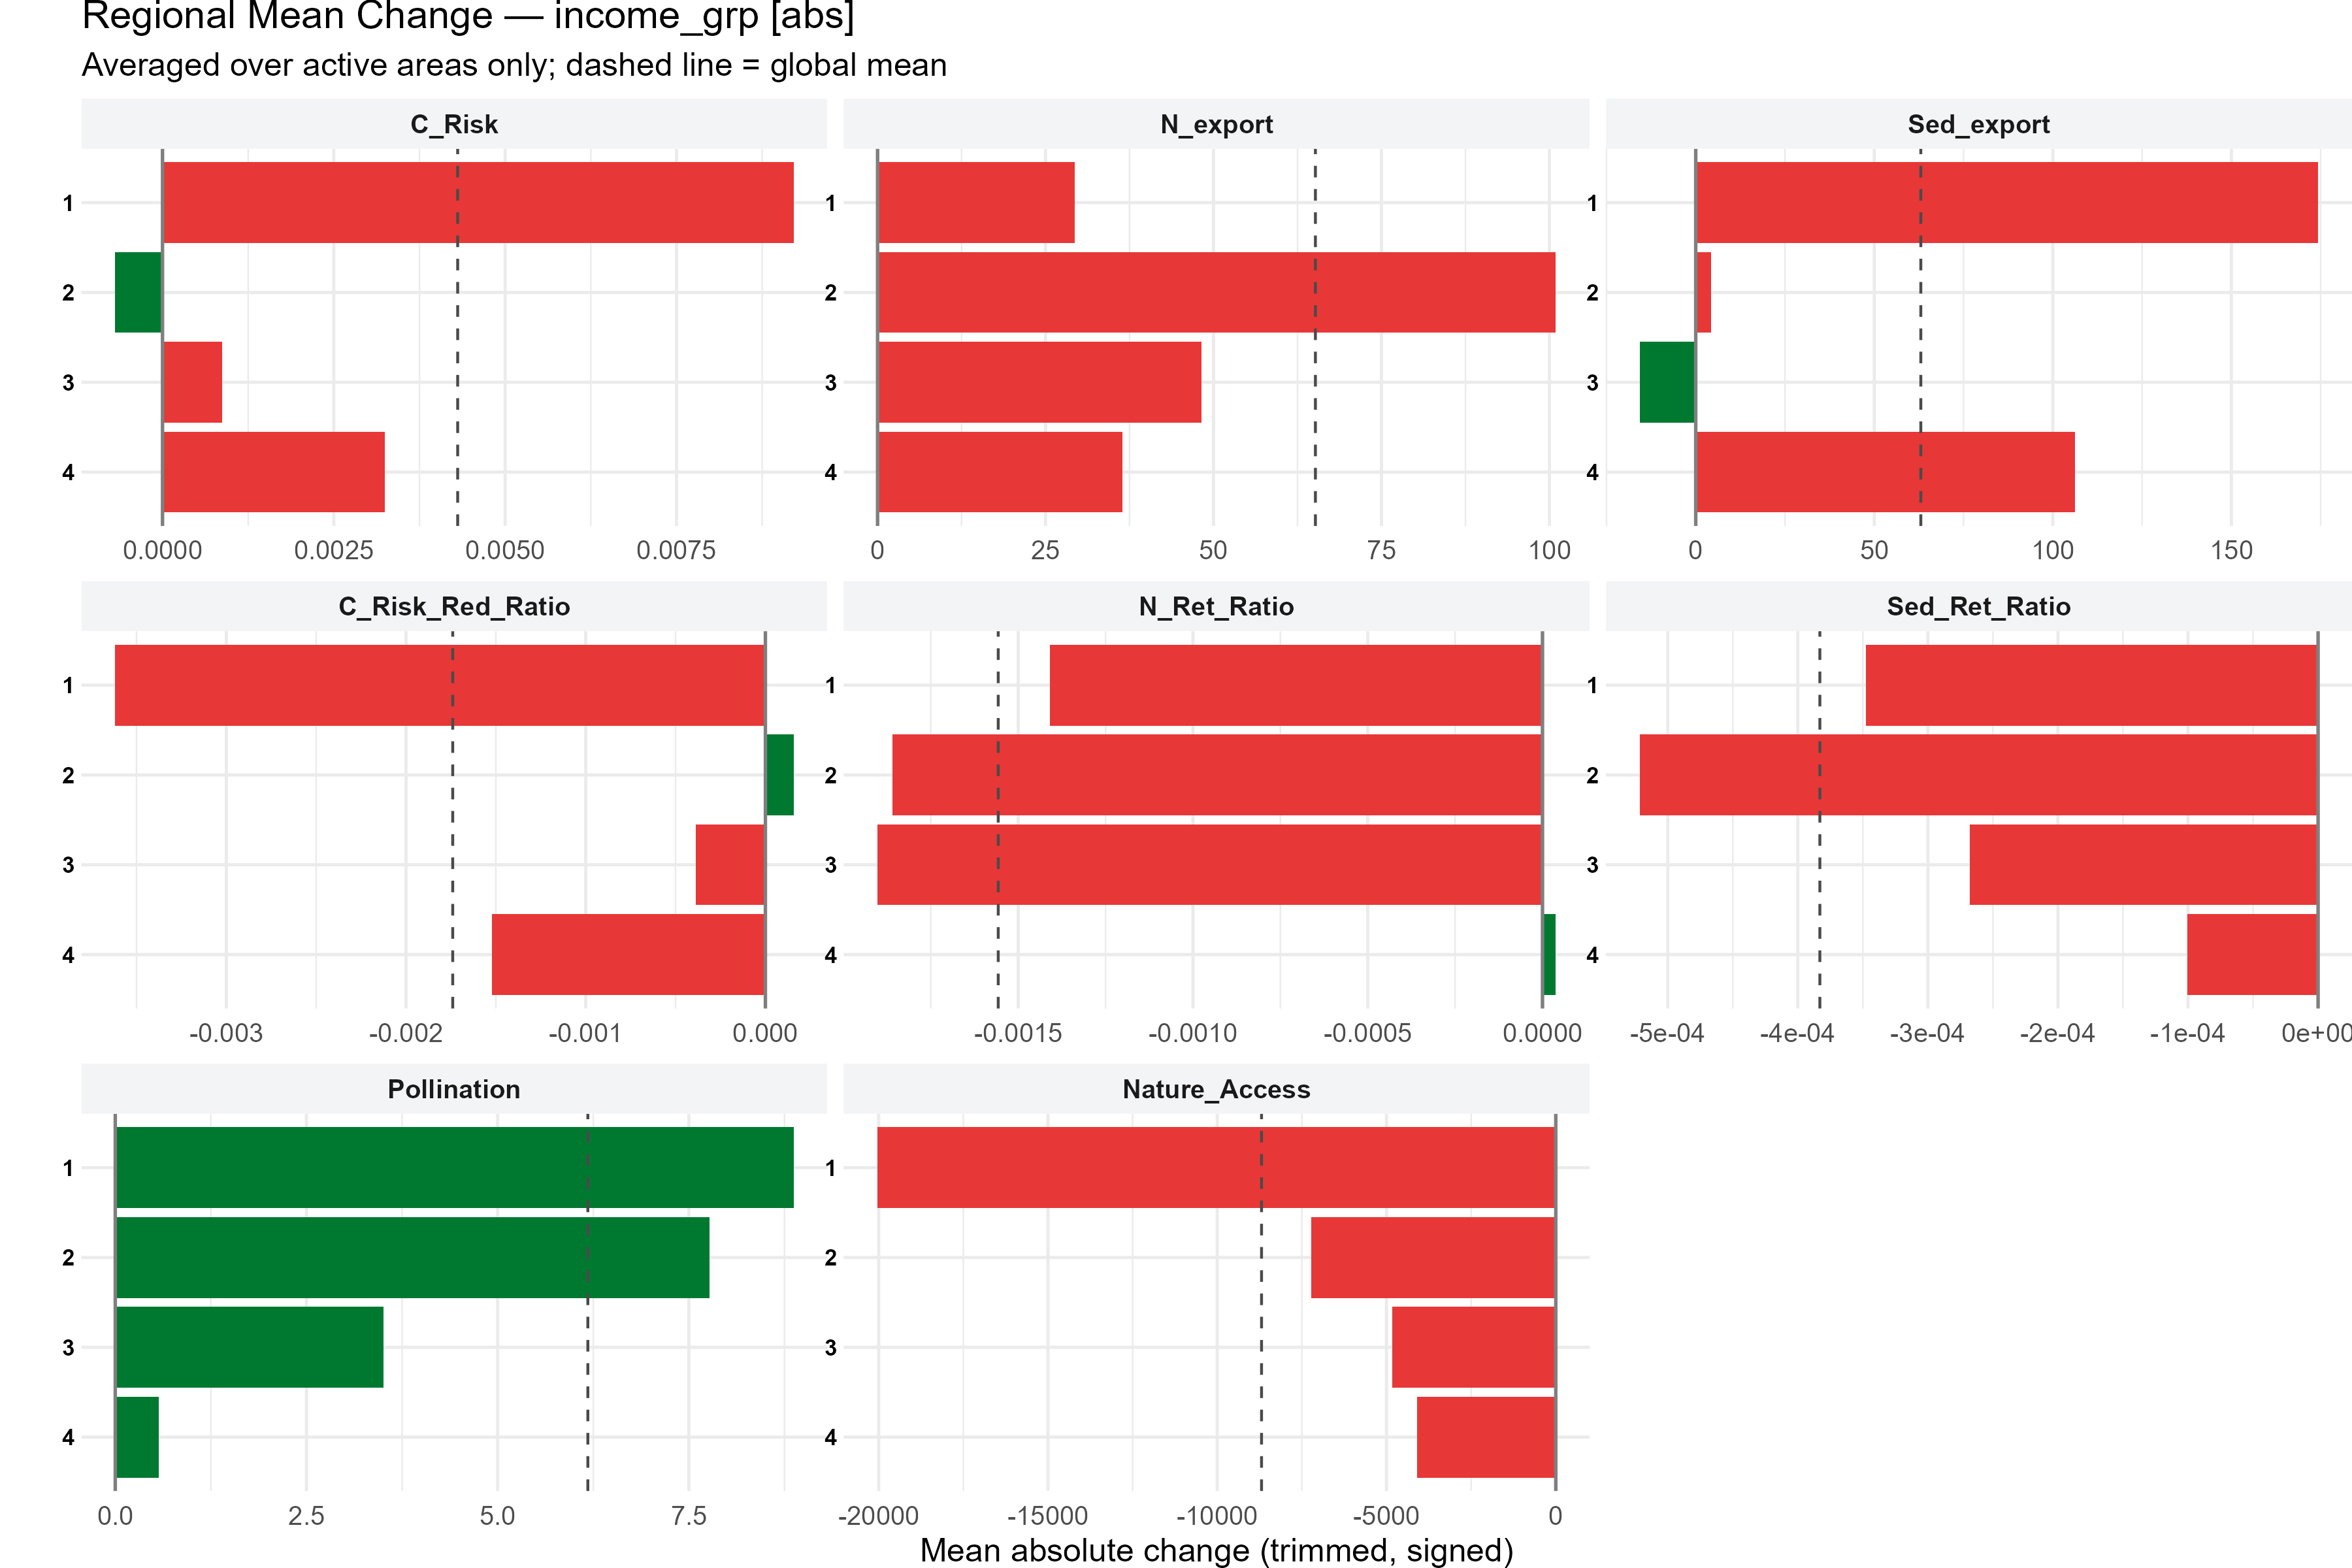 Regional Mean Change — income_grp [abs]
Averaged over active areas only; dashed line = global mean
C_Risk
N_export
Sed_export
1
2
3
4
1
2
3
4
1
2
3
4
0.0000 0.0025 0.0050 0.0075
0 25 50 75 100
0 50 100 150
C_Risk_Red_Ratio
N_Ret_Ratio
Sed_Ret_Ratio
1
2
3
4
1
2
3
4
1
2
3
4
-0.003 -0.002 -0.001 0.000
-0.0015 -0.0010 -0.0005 0.0000
-5e-04 -4e-04 -3e-04 -2e-04 -1e-04 0e+00
Pollination
Nature_Access
1
2
3
4
1
2
3
4
0.0 2.5 5.0 7.5
-20000 -15000 -10000 -5000 0
Mean absolute change (trimmed, signed)